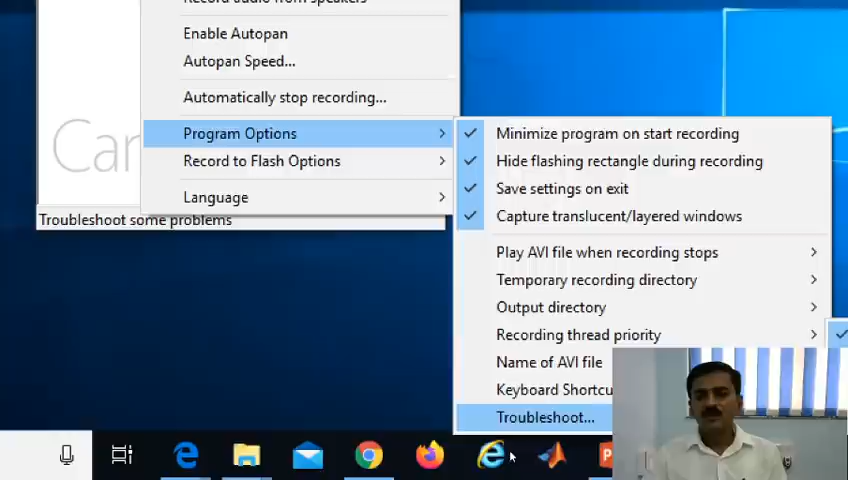 Record audio from speakers
Enable Autopan
Autopan Speed...
Automatically stop recording...
Program Options
Record to Flash Options
Language
Cam
Troubleshoot some problems
Minimize program on start recording
Hide flashing rectangle during recording
Save settings on exit
Capture translucent/layered windows
Play AVI file when recording stops
Temporary recording directory
Output directory
Recording thread priority
Name of AVI file
Keyboard Shortcu
Troubleshoot...